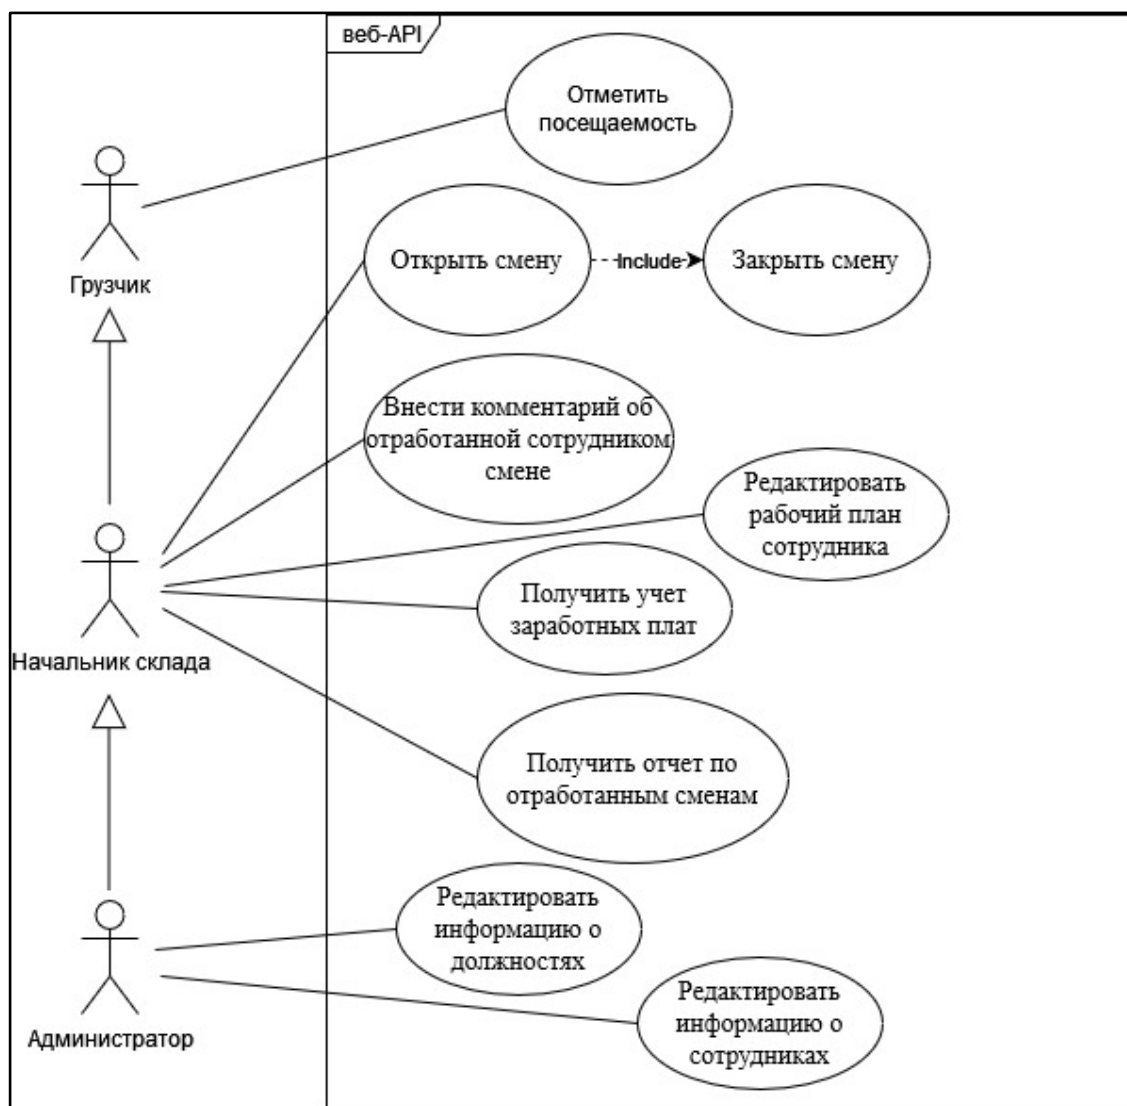 веб-API
Отметить
посещаемость
Грузчик
Открыть смену
Include
Закрыть смену
Внести комментарий об
отработанной сотрудником
смене
Редактировать
рабочий план
сотрудника
Получить учет
заработных плат
Начальник склада
Получить отчет по
отработанным сменам
Редактировать
информацию о
должностях
Редактировать
информацию о
сотрудниках
Администратор